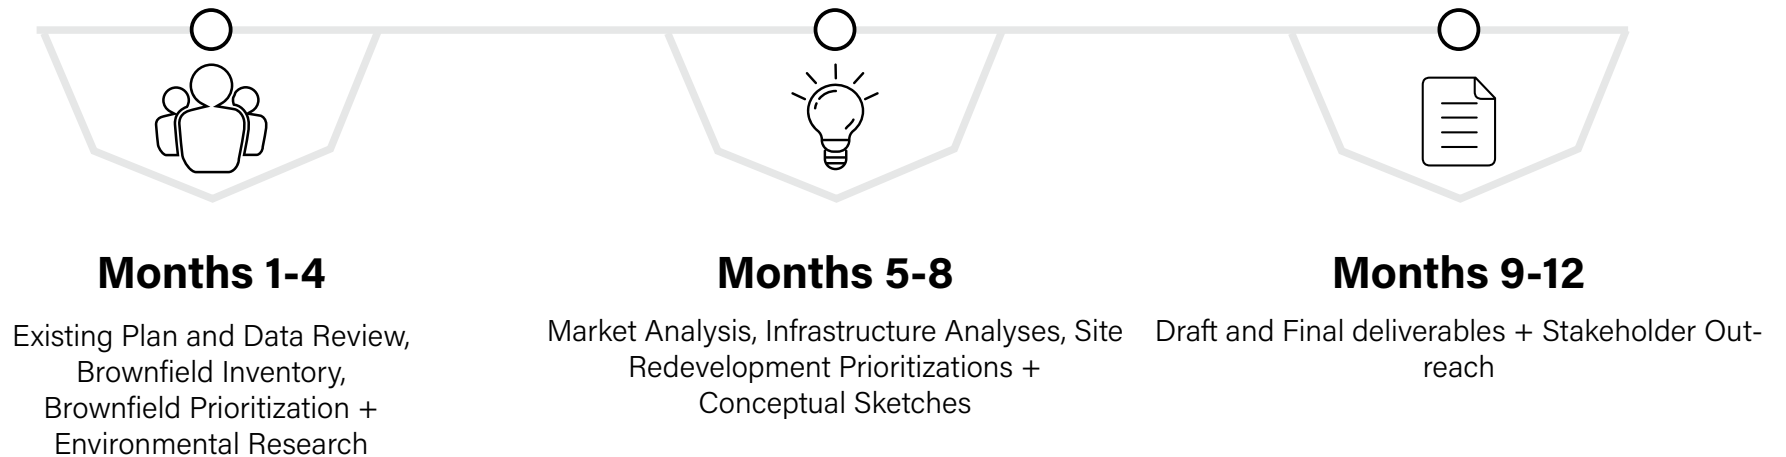 Months 1-4
Existing Plan and Data Review,
Brownfield Inventory,
Brownfield Prioritization +
Environmental Research
Months 5-8
Market Analysis, Infrastructure Analyses, Site
Redevelopment Prioritizations +
Conceptual Sketches
Months 9-12
Draft and Final deliverables + Stakeholder Out-
reach